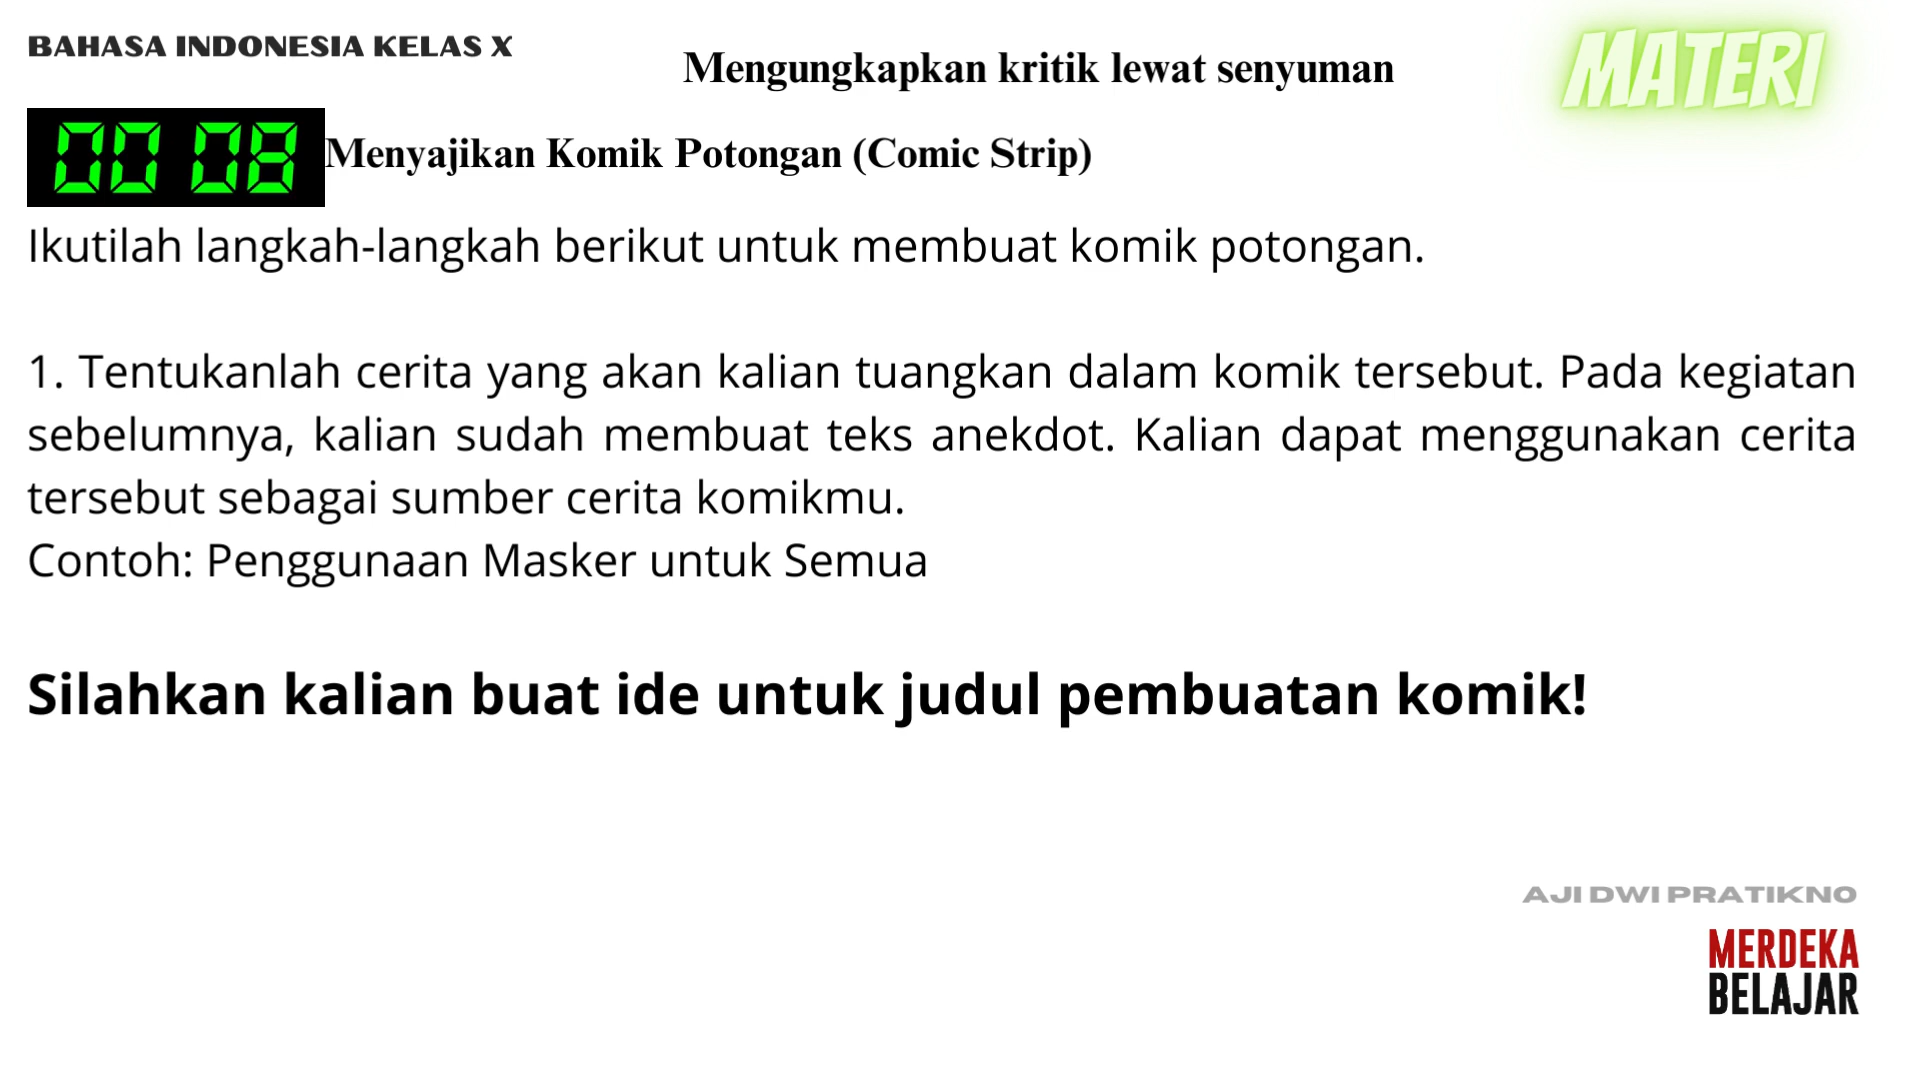 BAHASA INDONESIA KELAS X
Mengungkapkan kritik lewat senyuman
MATERI
00 08
Menyajikan Komik Potongan (Comic Strip)
Ikutilah langkah-langkah berikut untuk membuat komik potongan.
1. Tentukanlah cerita yang akan kalian tuangkan dalam komik tersebut. Pada kegiatan
sebelumnya, kalian sudah membuat teks anekdot. Kalian dapat menggunakan cerita
tersebut sebagai sumber cerita komikmu.
Contoh: Penggunaan Masker untuk Semua
Silahkan kalian buat ide untuk judul pembuatan komik!
AJI DWI PRATIKNO
MERDEKA
BELAJAR